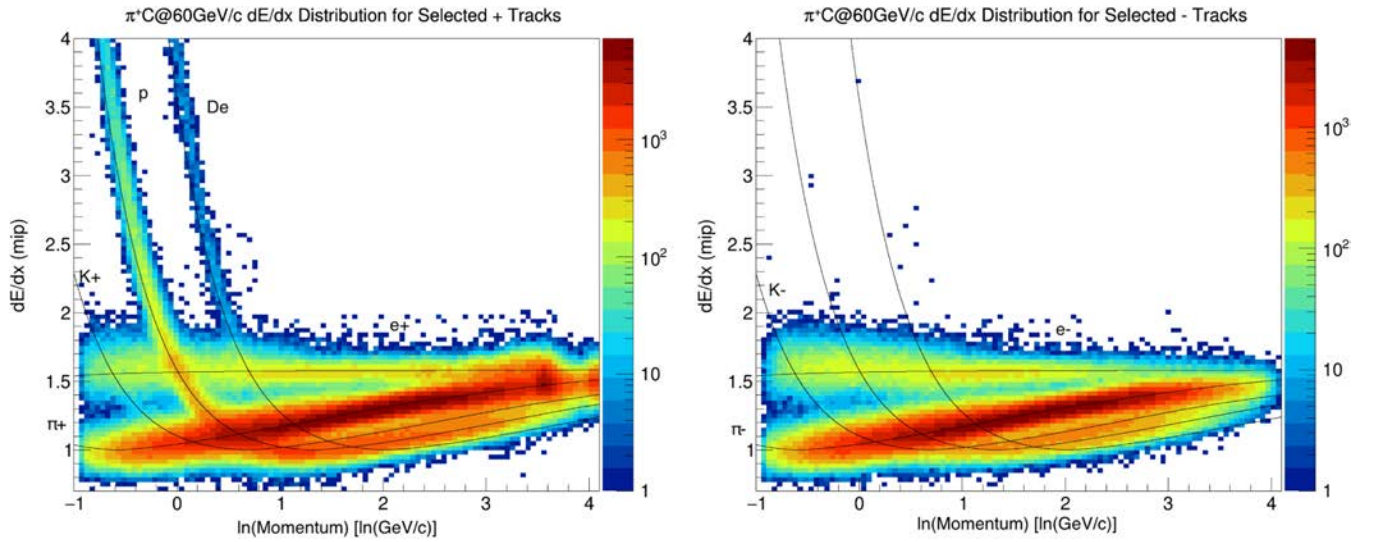 π⁺C@60GeV/c dE/dx Distribution for Selected + Tracks
4
3.5
3
2.5
2
1.5
1
dE/dx (mip)
p
De
K+
e+
π+
−1
0
1
2
3
4
ln(Momentum) [ln(GeV/c)]
10³
10²
10
1
π⁺C@60GeV/c dE/dx Distribution for Selected - Tracks
4
3.5
3
2.5
2
1.5
1
dE/dx (mip)
K-
e-
π-
−1
0
1
2
3
4
ln(Momentum) [ln(GeV/c)]
10³
10²
10
1